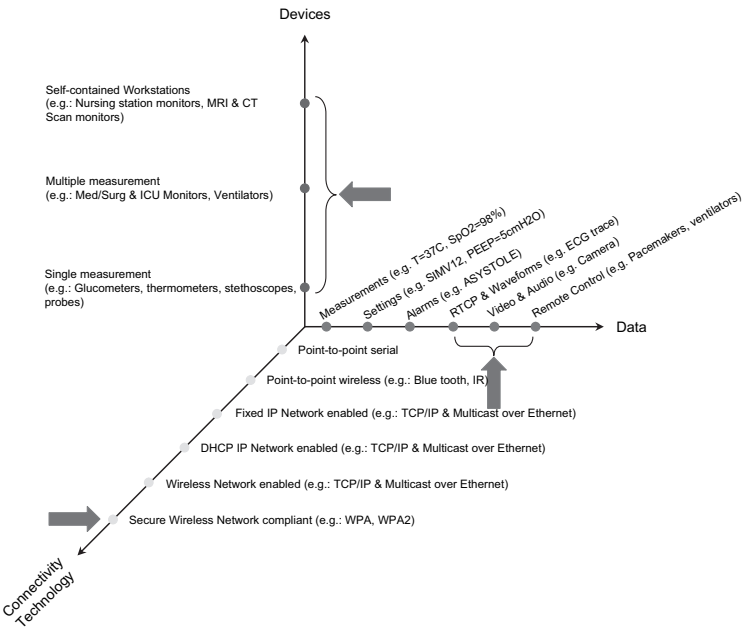 Devices
Self-contained Workstations
(e.g.: Nursing station monitors, MRI & CT
Scan monitors)
Multiple measurement
(e.g.: Med/Surg & ICU Monitors, Ventilators)
Single measurement
(e.g.: Glucometers, thermometers, stethoscopes,
probes)
Measurements (e.g. T=37C, SpO2=98%)
Settings (e.g. SIMV12, PEEP=5cmH2O)
Alarms (e.g. ASYSTOLE)
RTCP & Waveforms (e.g. ECG trace)
Video & Audio (e.g. Camera)
Remote Control (e.g. Pacemakers, ventilators)
Data
Point-to-point serial
Point-to-point wireless (e.g.: Blue tooth, IR)
Fixed IP Network enabled (e.g.: TCP/IP & Multicast over Ethernet)
DHCP IP Network enabled (e.g.: TCP/IP & Multicast over Ethernet)
Wireless Network enabled (e.g.: TCP/IP & Multicast over Ethernet)
Secure Wireless Network compliant (e.g.: WPA, WPA2)
Connectivity
Technology